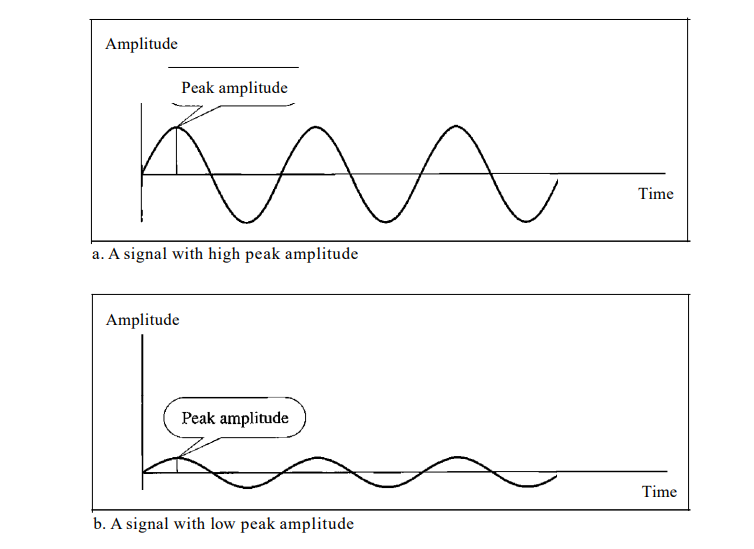 Amplitude
Peak amplitude
Time
a. A signal with high peak amplitude
Amplitude
Peak amplitude
Time
b. A signal with low peak amplitude